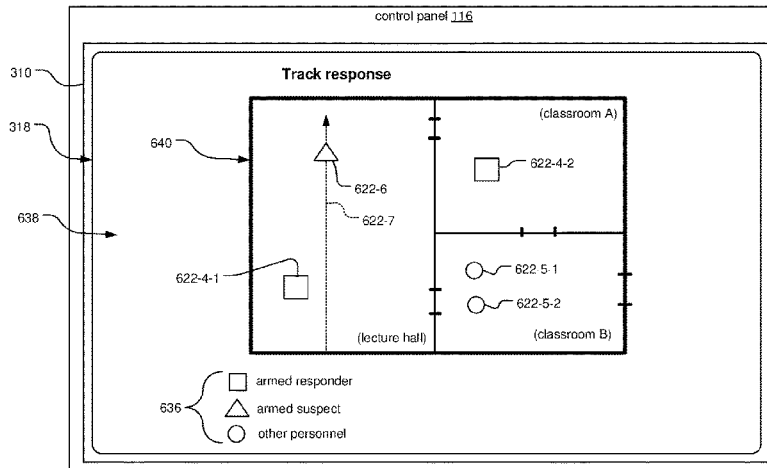 control panel 116
310
Track response
(classroom A)
318
640
622-4-2
622-6
622-7
638
622-4-1
622-5-1
622-5-2
(lecture hall)
(classroom B)
armed responder
636
armed suspect
other personnel